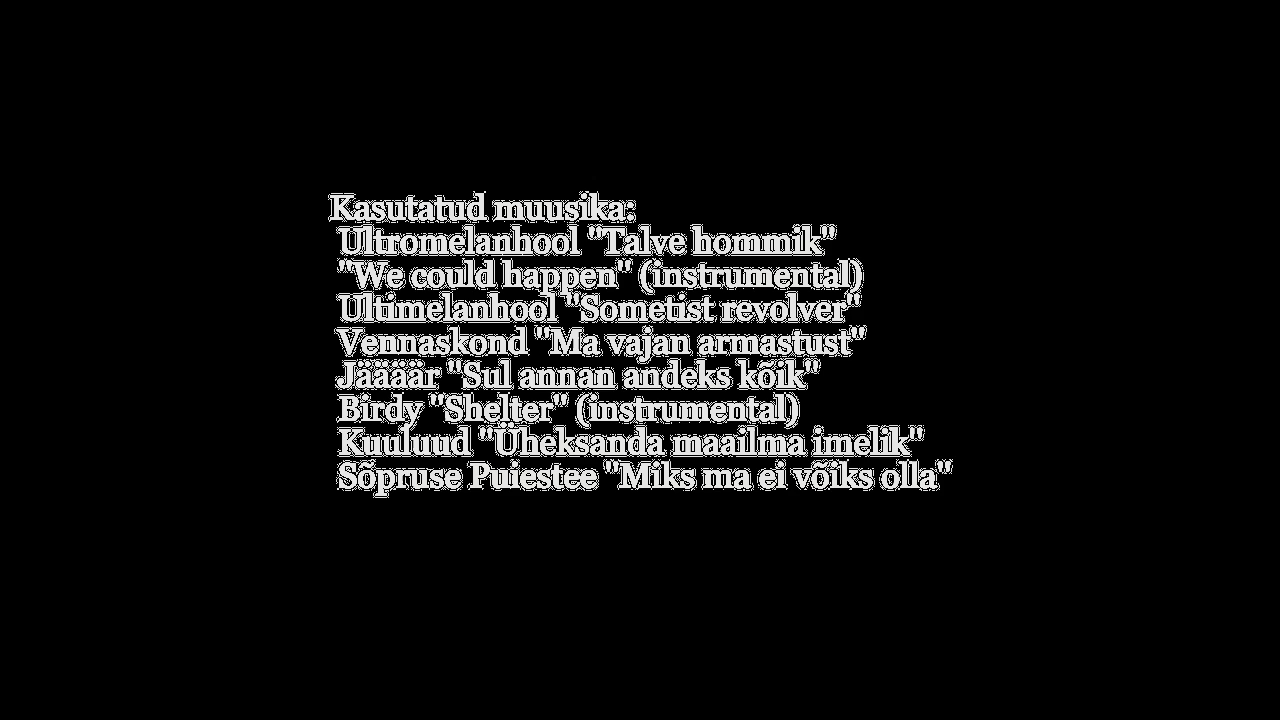 Kasutatud muusika:
Ultromelanhool "Talve hommik"
"We could happen" (instrumental)
Ultimelanhool "Sometist revolver"
Vennaskond "Ma vajan armastust"
Jäääär "Sul annan andeks kõik"
Birdy "Shelter" (instrumental)
Kuuluud "Üheksanda maailma imelik"
Sõpruse Puiestee "Miks ma ei võiks olla"